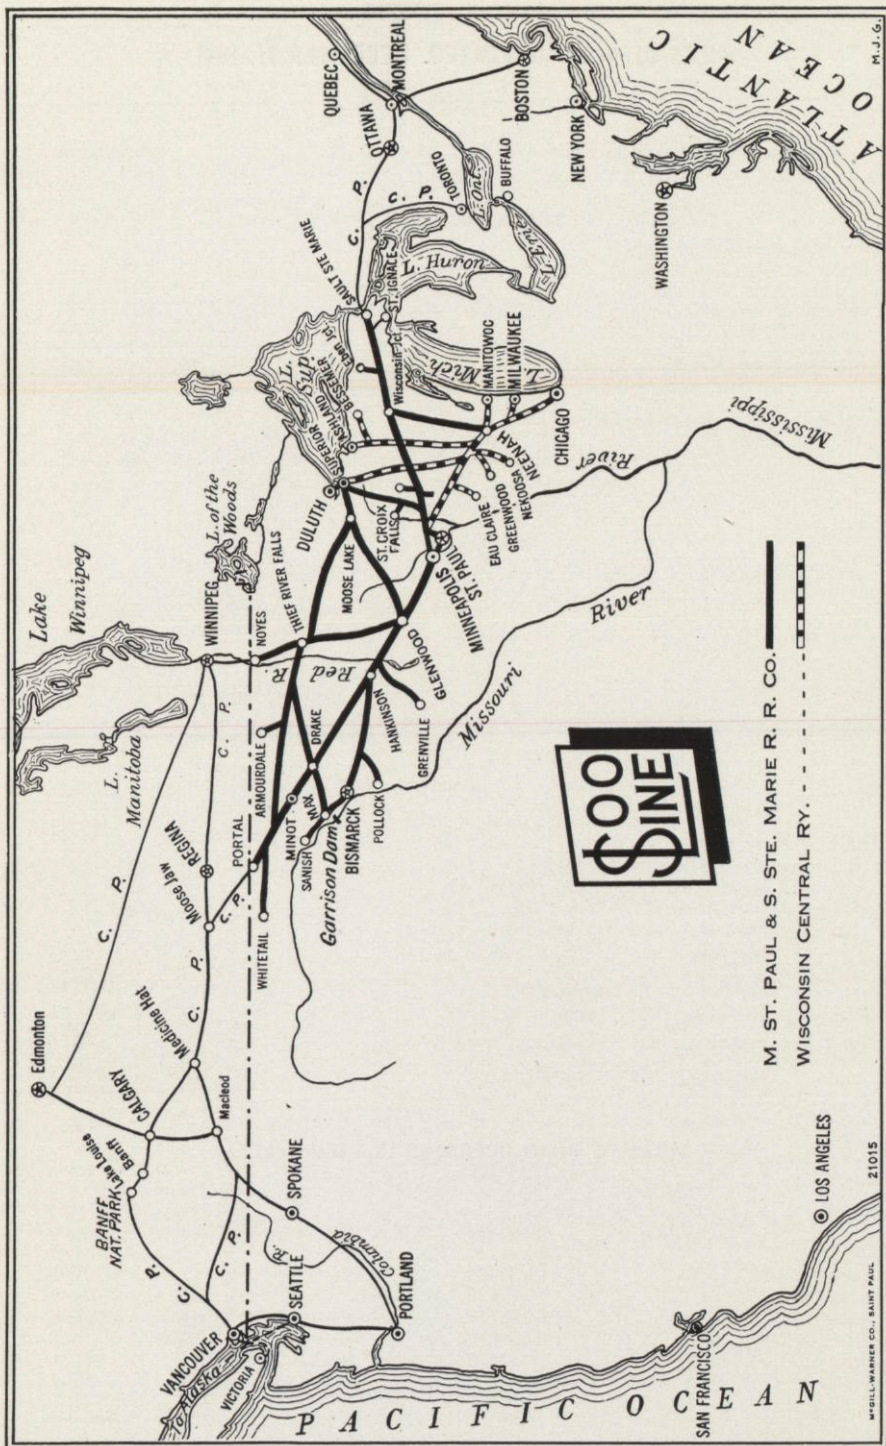 Edmonton
Lake
Winnipeg
L.
Manitoba
L. of the
Woods
C. P.
BANFF
NAT. PARK
Lake Louise
Banff
CALGARY
Medicine Hat
Macleod
C. P.
Moose Jaw
REGINA
C. P.
WINNIPEG
C. P.
C. P.
C. P.
To Alaska
VANCOUVER
VICTORIA
SEATTLE
SPOKANE
PORTLAND
Columbia
R.
WHITETAIL
PORTAL
ARMOURDALE
NOYES
THIEF RIVER FALLS
MINOT
DRAKE
SANISH
MAX
Garrison Dam
BISMARCK
POLLOCK
HANKINSON
GRENVILLE
GLENWOOD
Red
R.
MOOSE LAKE
DULUTH
SUPERIOR
ASHLAND
BESSEMER
L.
Sup.
Eben Jct.
Wisconsin Jct.
SAULT STE MARIE
ST. IGNACE
ST. CROIX
FALLS
MINNEAPOLIS
ST. PAUL
EAU CLAIRE
GREENWOOD
NEKOOSA
NEENAH
MANITOWOC
MILWAUKEE
CHICAGO
L.
Mich
L. Huron
L. Erie
L. Ont.
C. P.
C. P.
TORONTO
BUFFALO
OTTAWA
QUEBEC
MONTREAL
BOSTON
NEW YORK
WASHINGTON
ATLANTIC
OCEAN
Missouri
River
River
Mississippi
SOO
LINE
M. ST. PAUL & S. STE. MARIE R. R. CO.
WISCONSIN CENTRAL RY. - - - - - - - -
LOS ANGELES
SAN FRANCISCO
PACIFIC OCEAN
McGILL-WARNER CO., SAINT PAUL
21015
M.J.G.